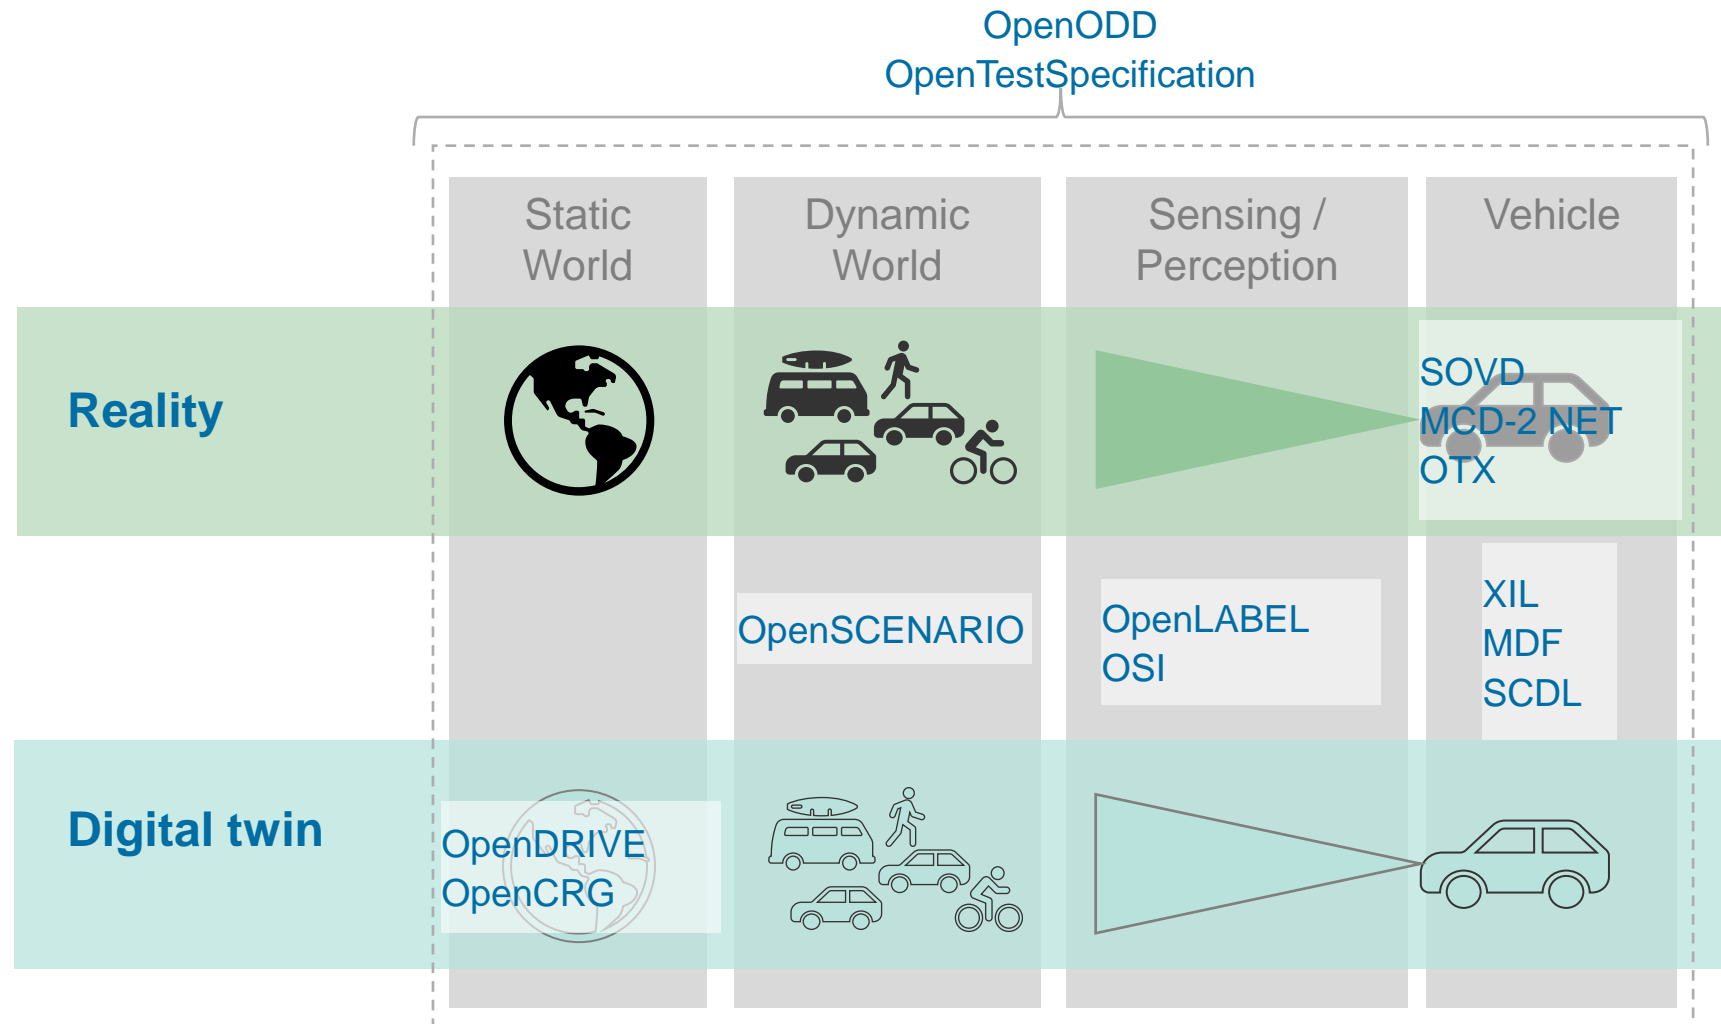 OpenODD
OpenTestSpecification
Static
World
Dynamic
World
Sensing /
Perception
Vehicle
Reality
SOVD
MCD-2 NET
OTX
OpenSCENARIO
OpenLABEL
OSI
XIL
MDF
SCDL
Digital twin
OpenDRIVE
OpenCRG